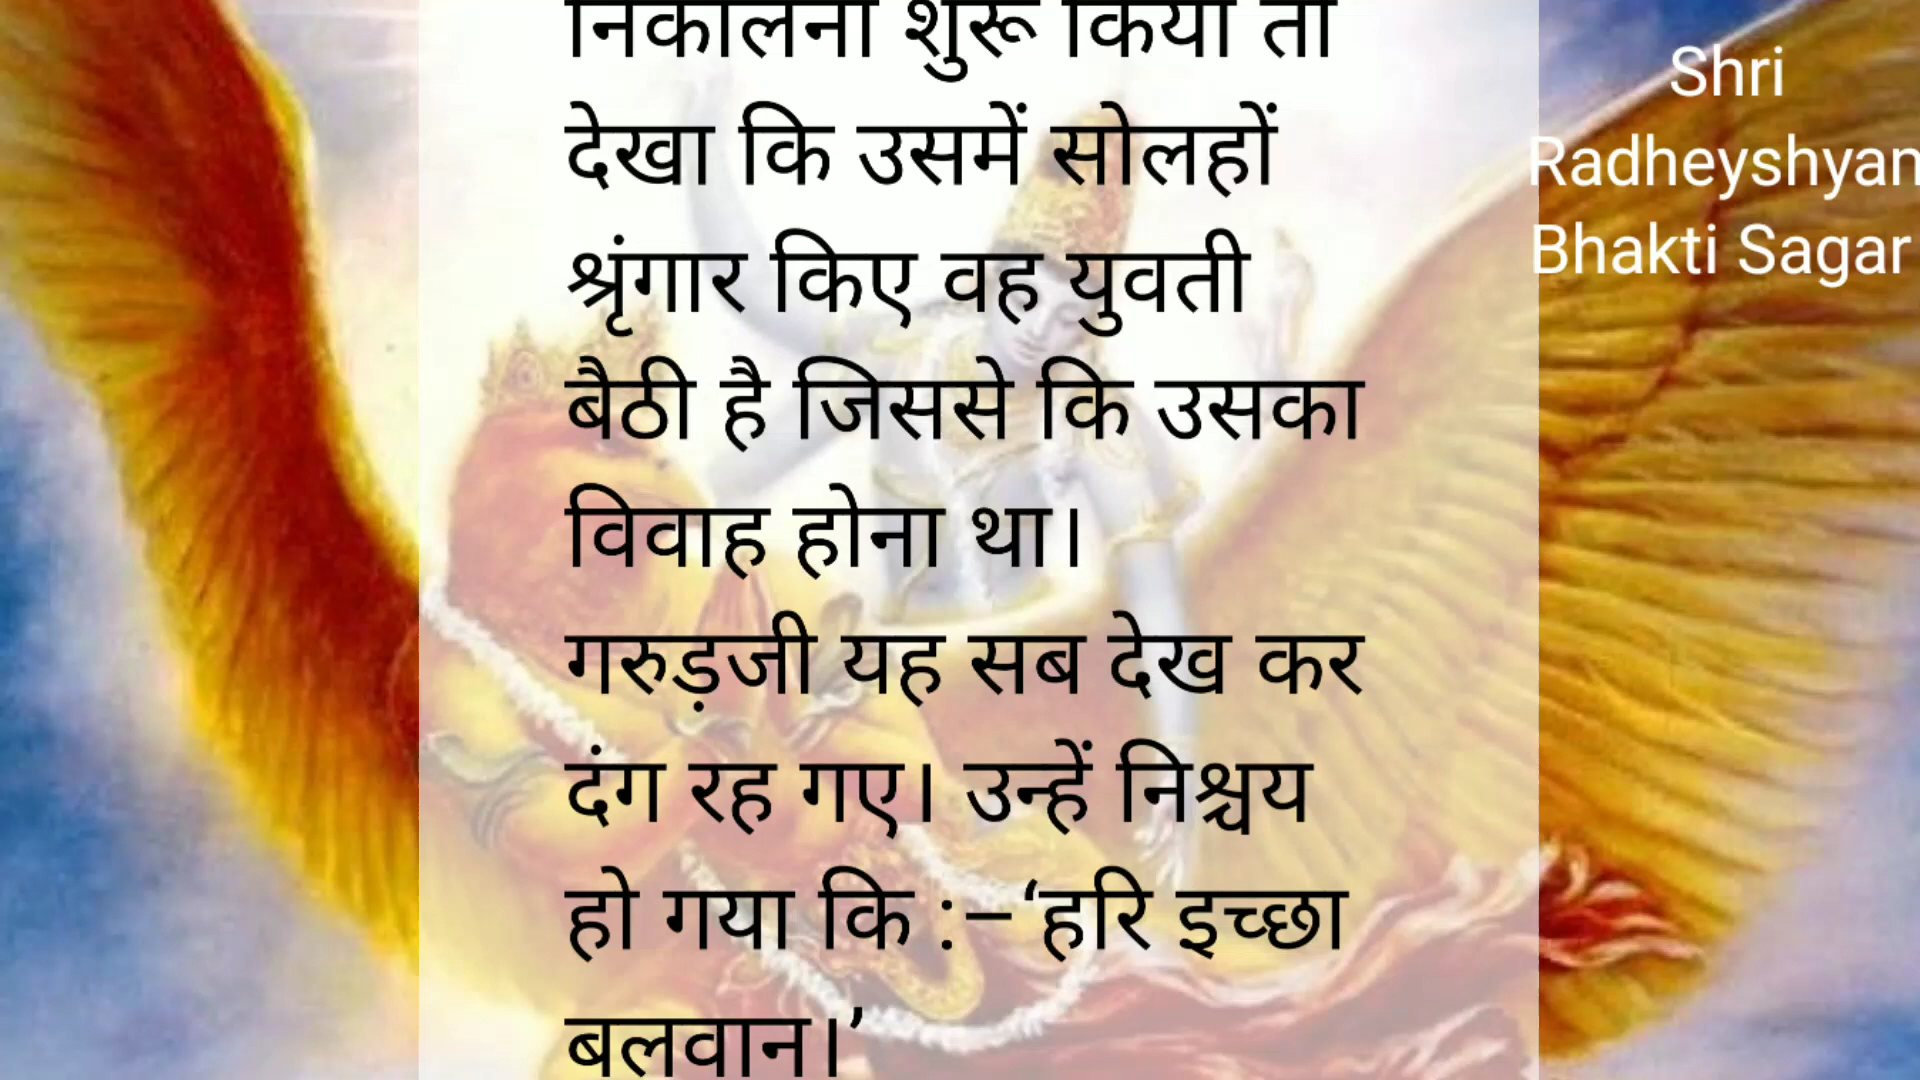 निकालना शुरू किया तो
देखा कि उसमें सोलहों
श्रृंगार किए वह युवती
बैठी है जिससे कि उसका
विवाह होना था।
गरुड़जी यह सब देख कर
दंग रह गए। उन्हें निश्चय
हो गया कि :–‘हरि इच्छा
बलवान।’
Shri
Radheyshyam
Bhakti Sagar